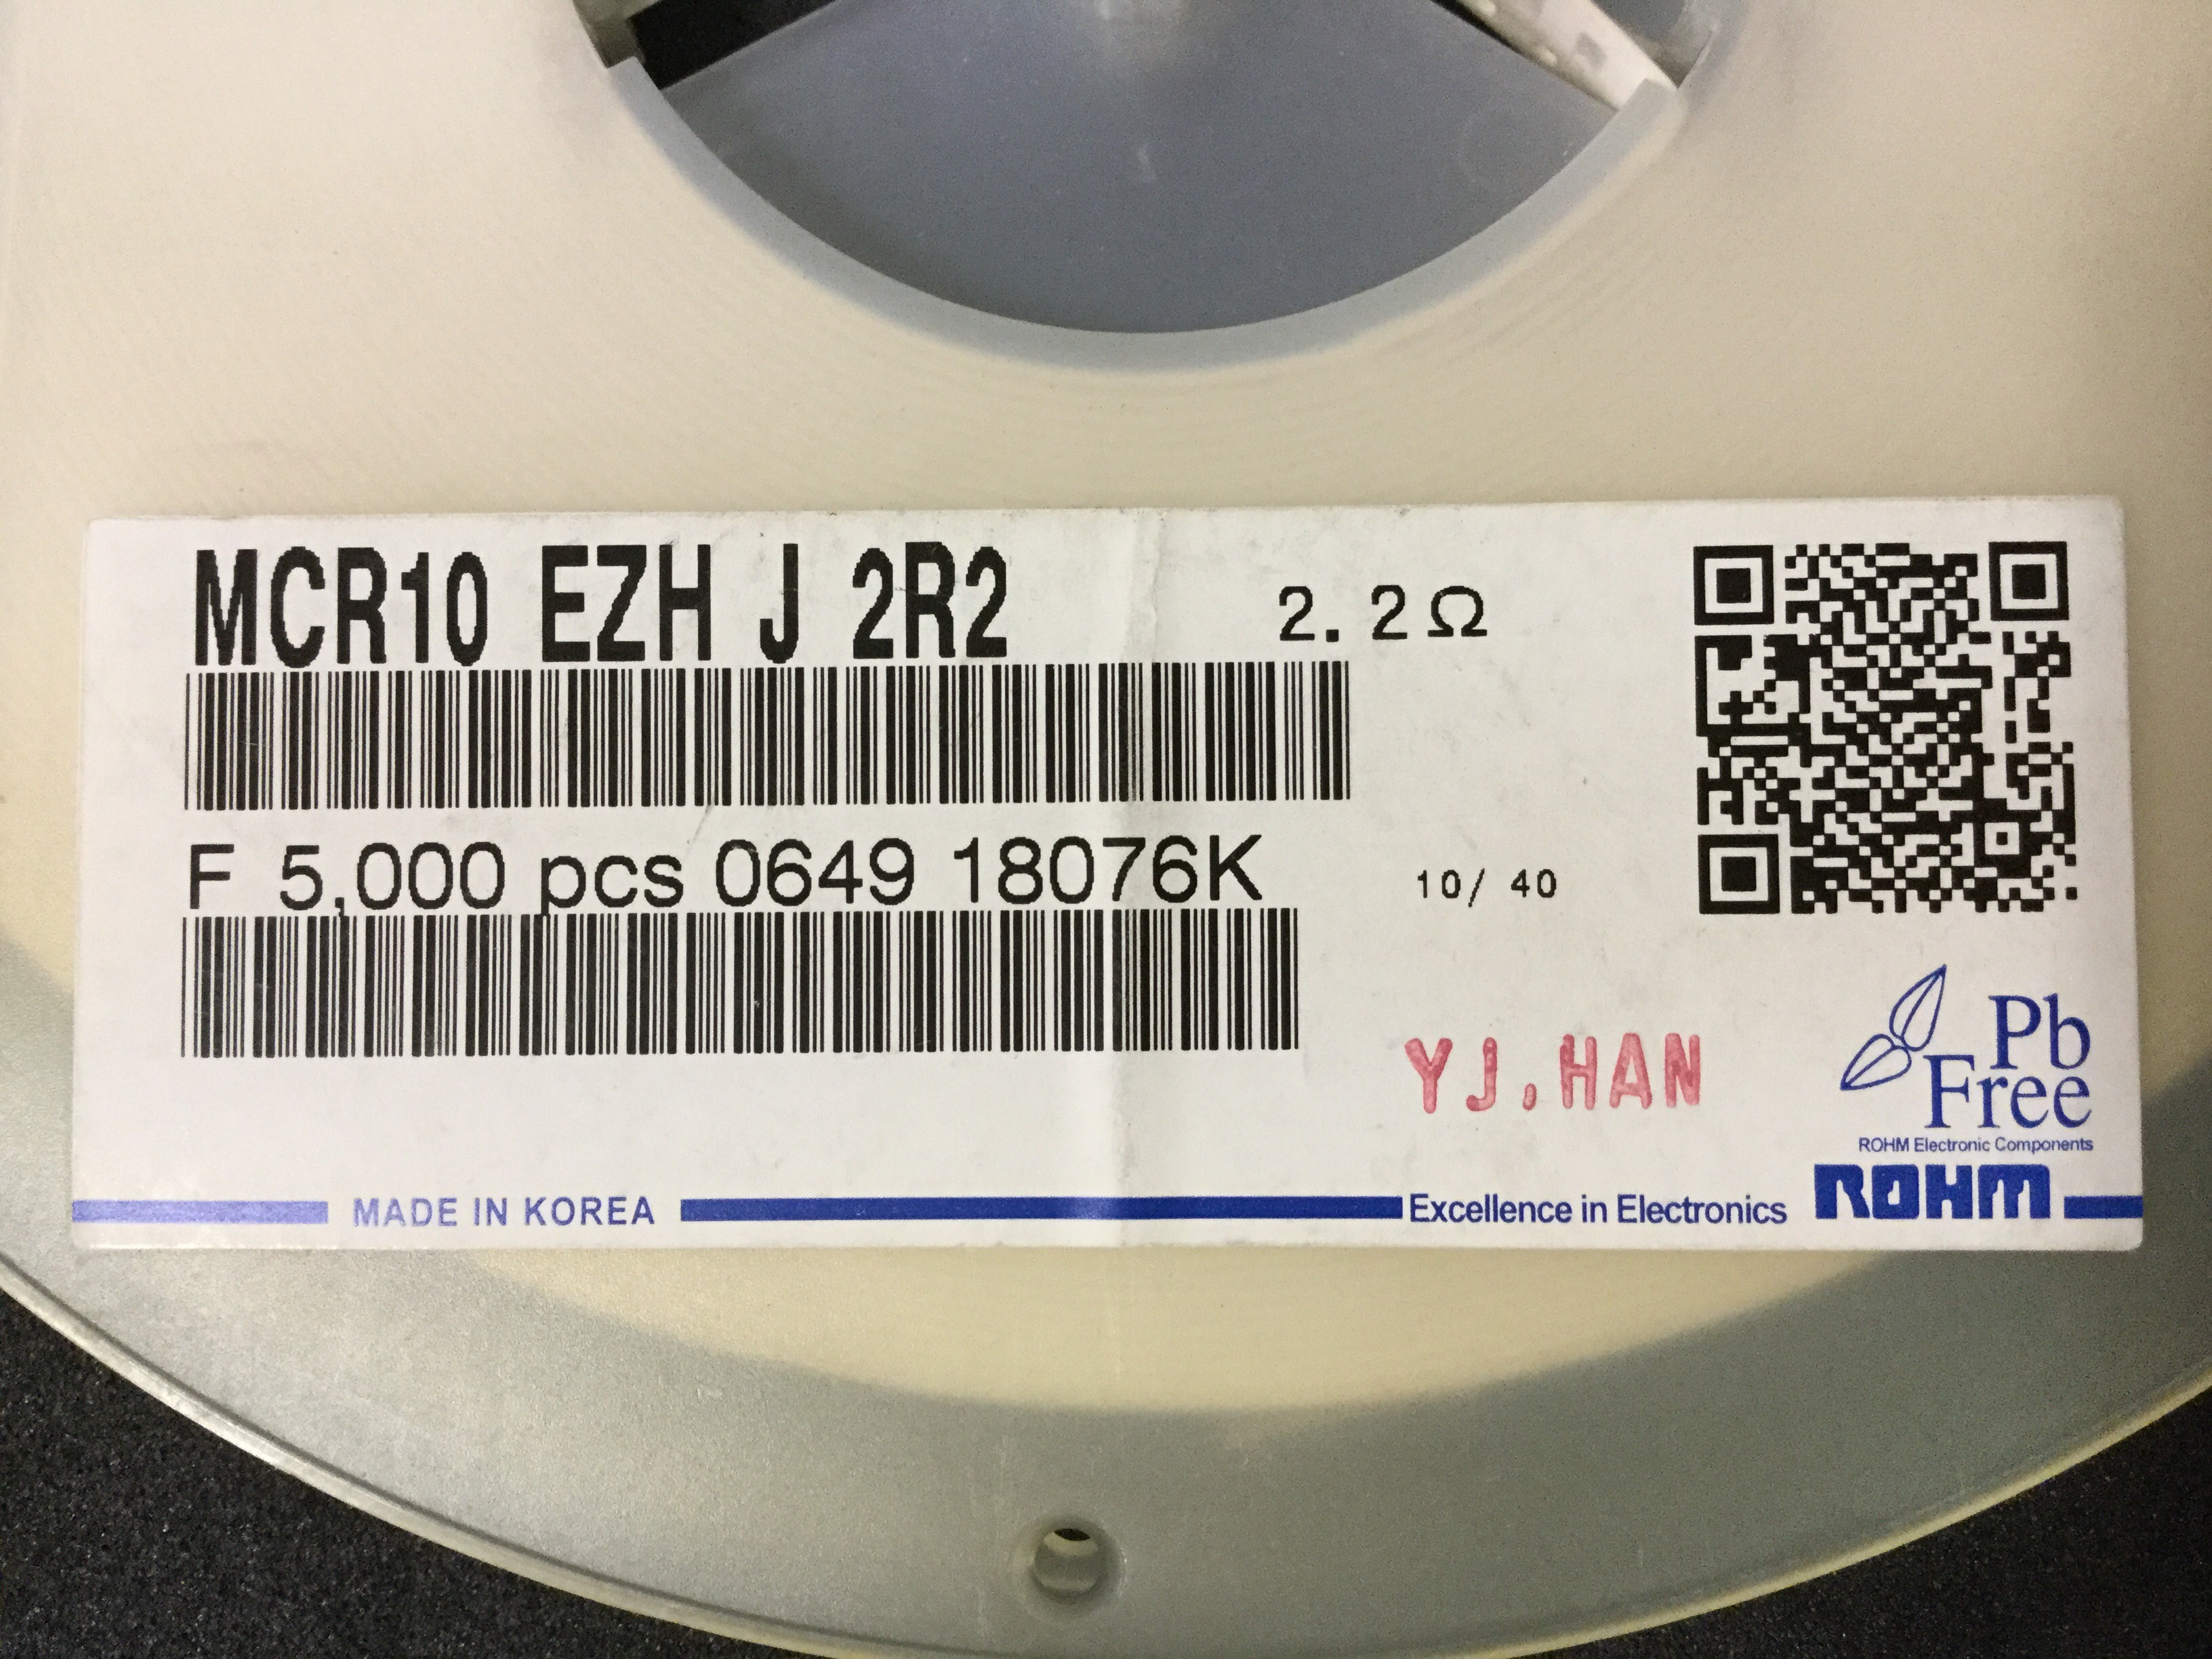 MCR10 EZH J 2R2 2.2Ω
F 5,000 pcs 0649 18076K 10/ 40
YJ.HAN
Pb
Free
ROHM Electronic Components
MADE IN KOREA Excellence in Electronics ROHM